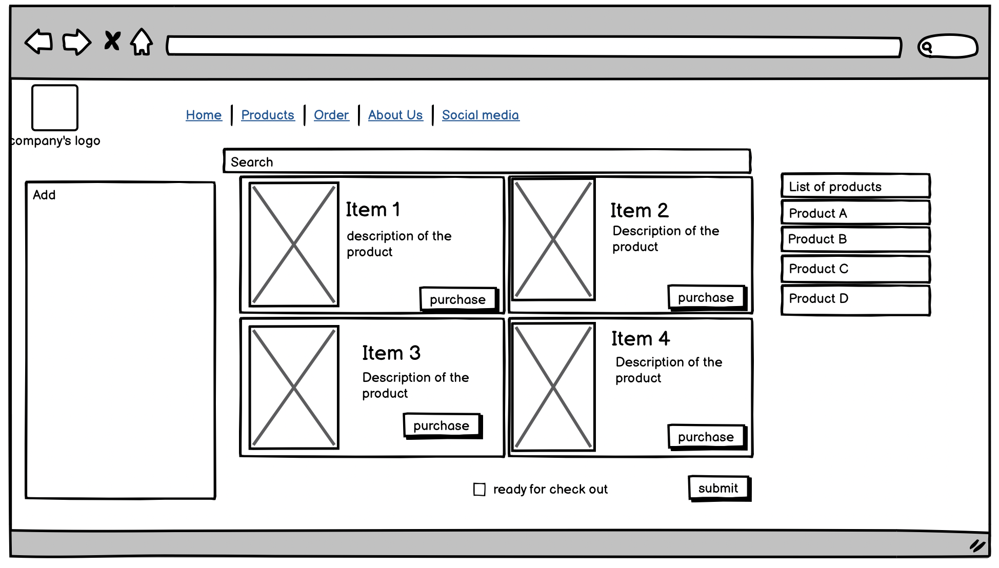 company's logo
Home
Products
Order
About Us
Social media
Search
Add
Item 1
description of the
product
purchase
Item 2
Description of the
product
purchase
Item 3
Description of the
product
purchase
Item 4
Description of the
product
purchase
List of products
Product A
Product B
Product C
Product D
ready for check out
submit